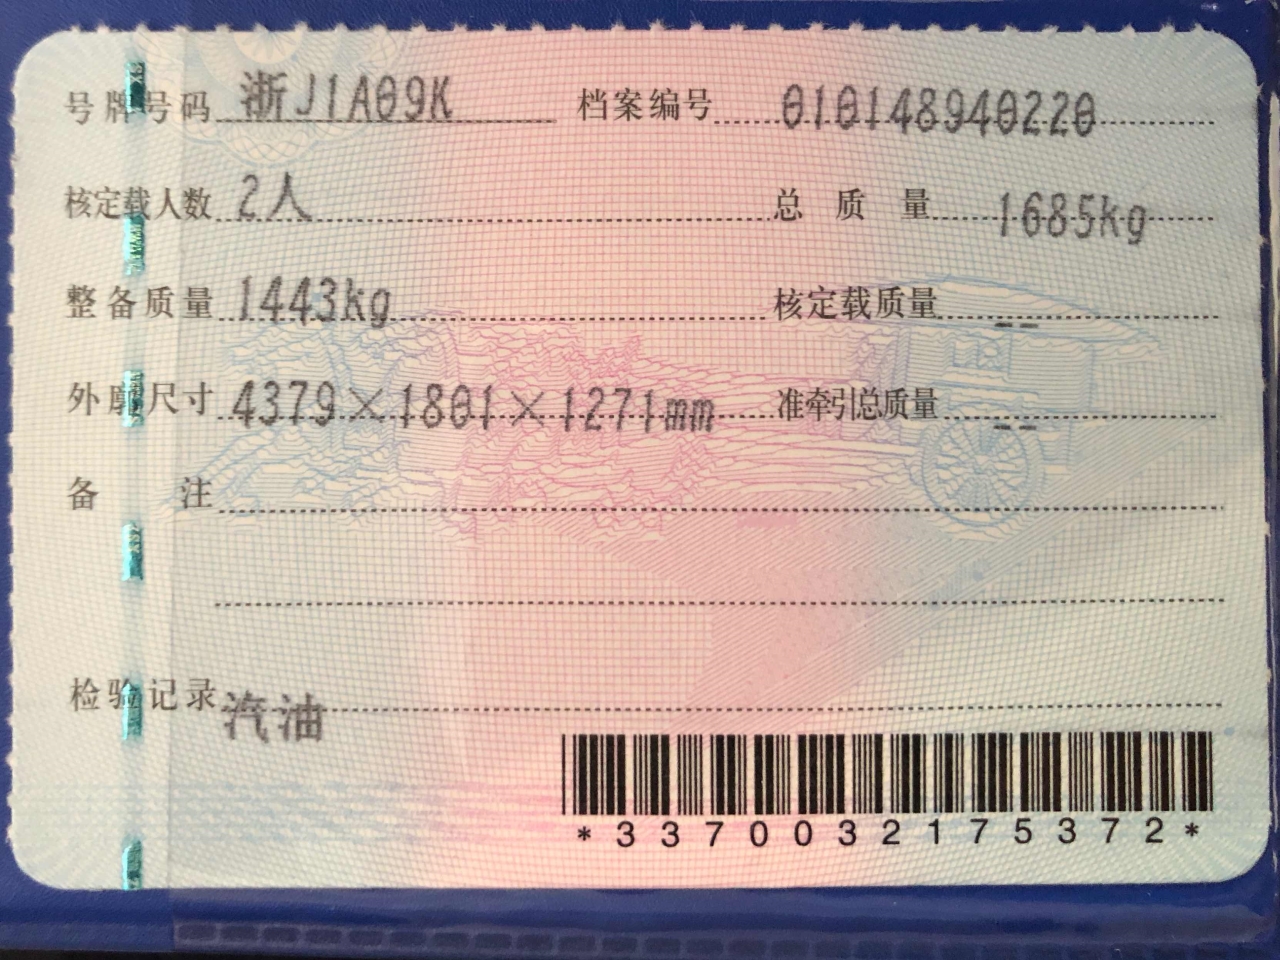 号牌号码 浙J1A09K 档案编号 010148940220
核定载人数 2人 总质量 1685kg
整备质量 1443kg 核定载质量 --
外廓尺寸 4379×1801×1271mm 准牵引总质量 --
备注
检验记录 汽油
*3370032175372*